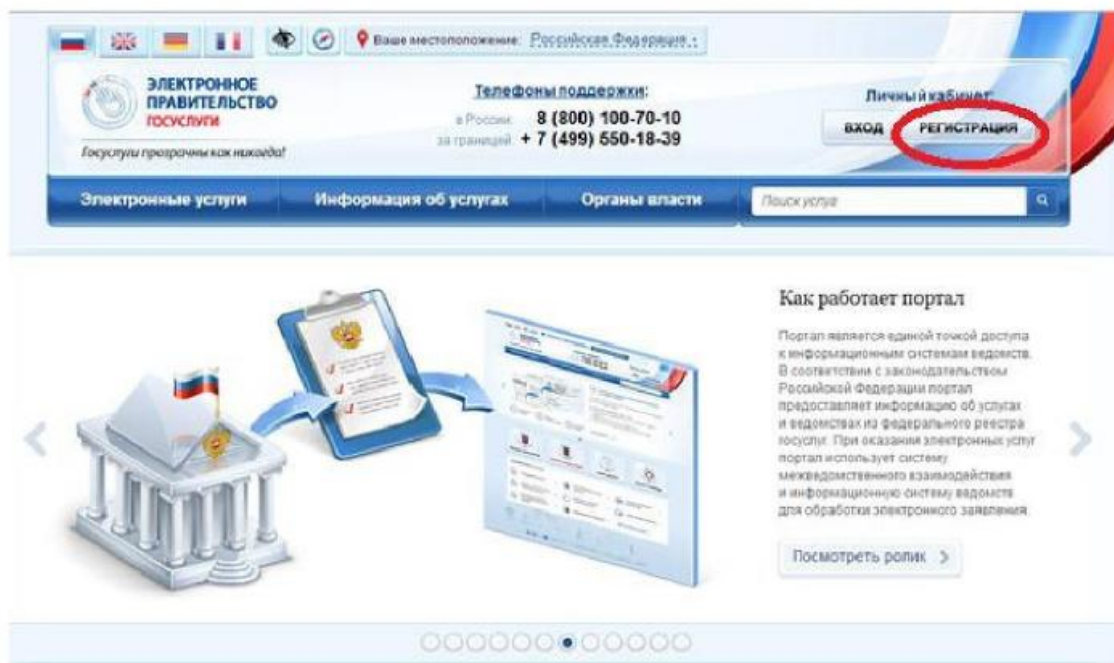 Ваше местоположение: Российская Федерация
ЭЛЕКТРОННОЕ
ПРАВИТЕЛЬСТВО
ГОСУСЛУГИ
Госуслуги прозрачны как никогда!
Телефоны поддержки:
в России: 8 (800) 100-70-10
за границей: + 7 (499) 550-18-39
Личный кабинет:
ВХОД РЕГИСТРАЦИЯ
Электронные услуги Информация об услугах Органы власти Поиск услуг
Как работает портал
Портал является единой точкой доступа
к информационным системам ведомств.
В соответствии с законодательством
Российской Федерации портал
предоставляет информацию об услугах
и ведомствах из федерального реестра
госуслуг. При оказании электронных услуг
портал использует систему
межведомственного взаимодействия
и информационную систему ведомств
для обработки электронного заявления.
Посмотреть ролик